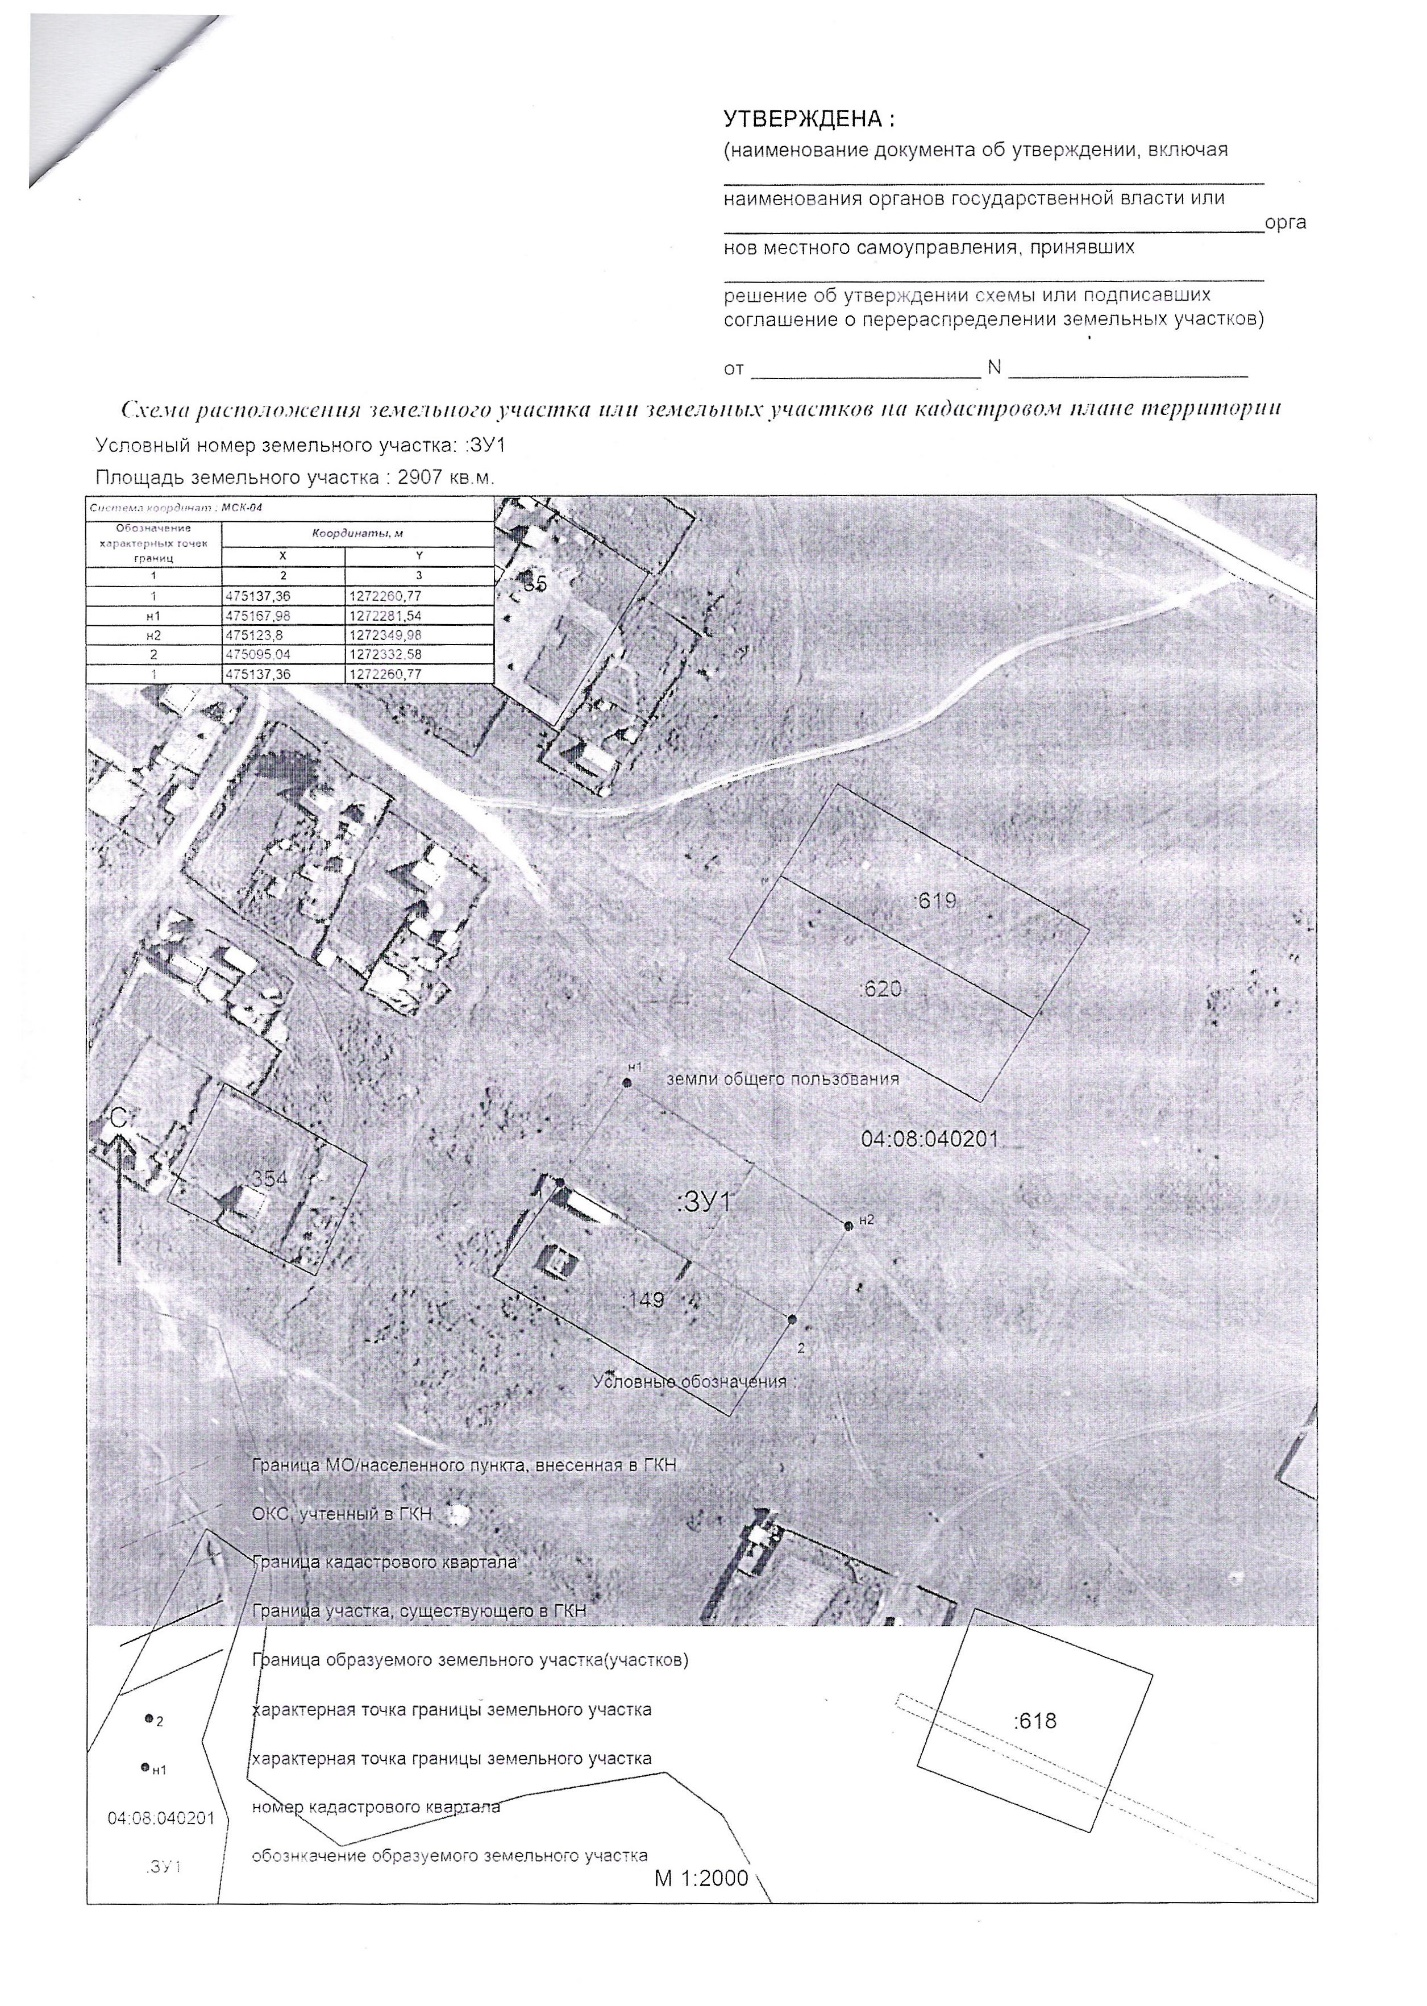 УТВЕРЖДЕНА :
(наименование документа об утверждении, включая
наименования органов государственной власти или
орга
нов местного самоуправления, принявших
решение об утверждении схемы или подписавших
соглашение о перераспределении земельных участков)
от ____________________ N ____________________
Схема расположения земельного участка или земельных участков на кадастровом плане территории
Условный номер земельного участка: :ЗУ1
Площадь земельного участка : 2907 кв.м.
Система координат : МСК-04
Обозначение характерных точек границ
Координаты, м
X Y
1 2 3
1 475137,36 1272260,77
н1 475167,98 1272281,54
н2 475123,8 1272349,98
2 475095,04 1272332,58
1 475137,36 1272260,77
:619
:620
н1
земли общего пользования
04:08:040201
С
:354
:ЗУ1
н2
:149
2
Условные обозначения :
Граница МО/населенного пункта, внесенная в ГКН
ОКС, учтенный в ГКН
Граница кадастрового квартала
Граница участка, существующего в ГКН
Граница образуемого земельного участка(участков)
2 характерная точка границы земельного участка
:618
н1 характерная точка границы земельного участка
04:08:040201 номер кадастрового квартала
:ЗУ1 обознкачение образуемого земельного участка
М 1:2000